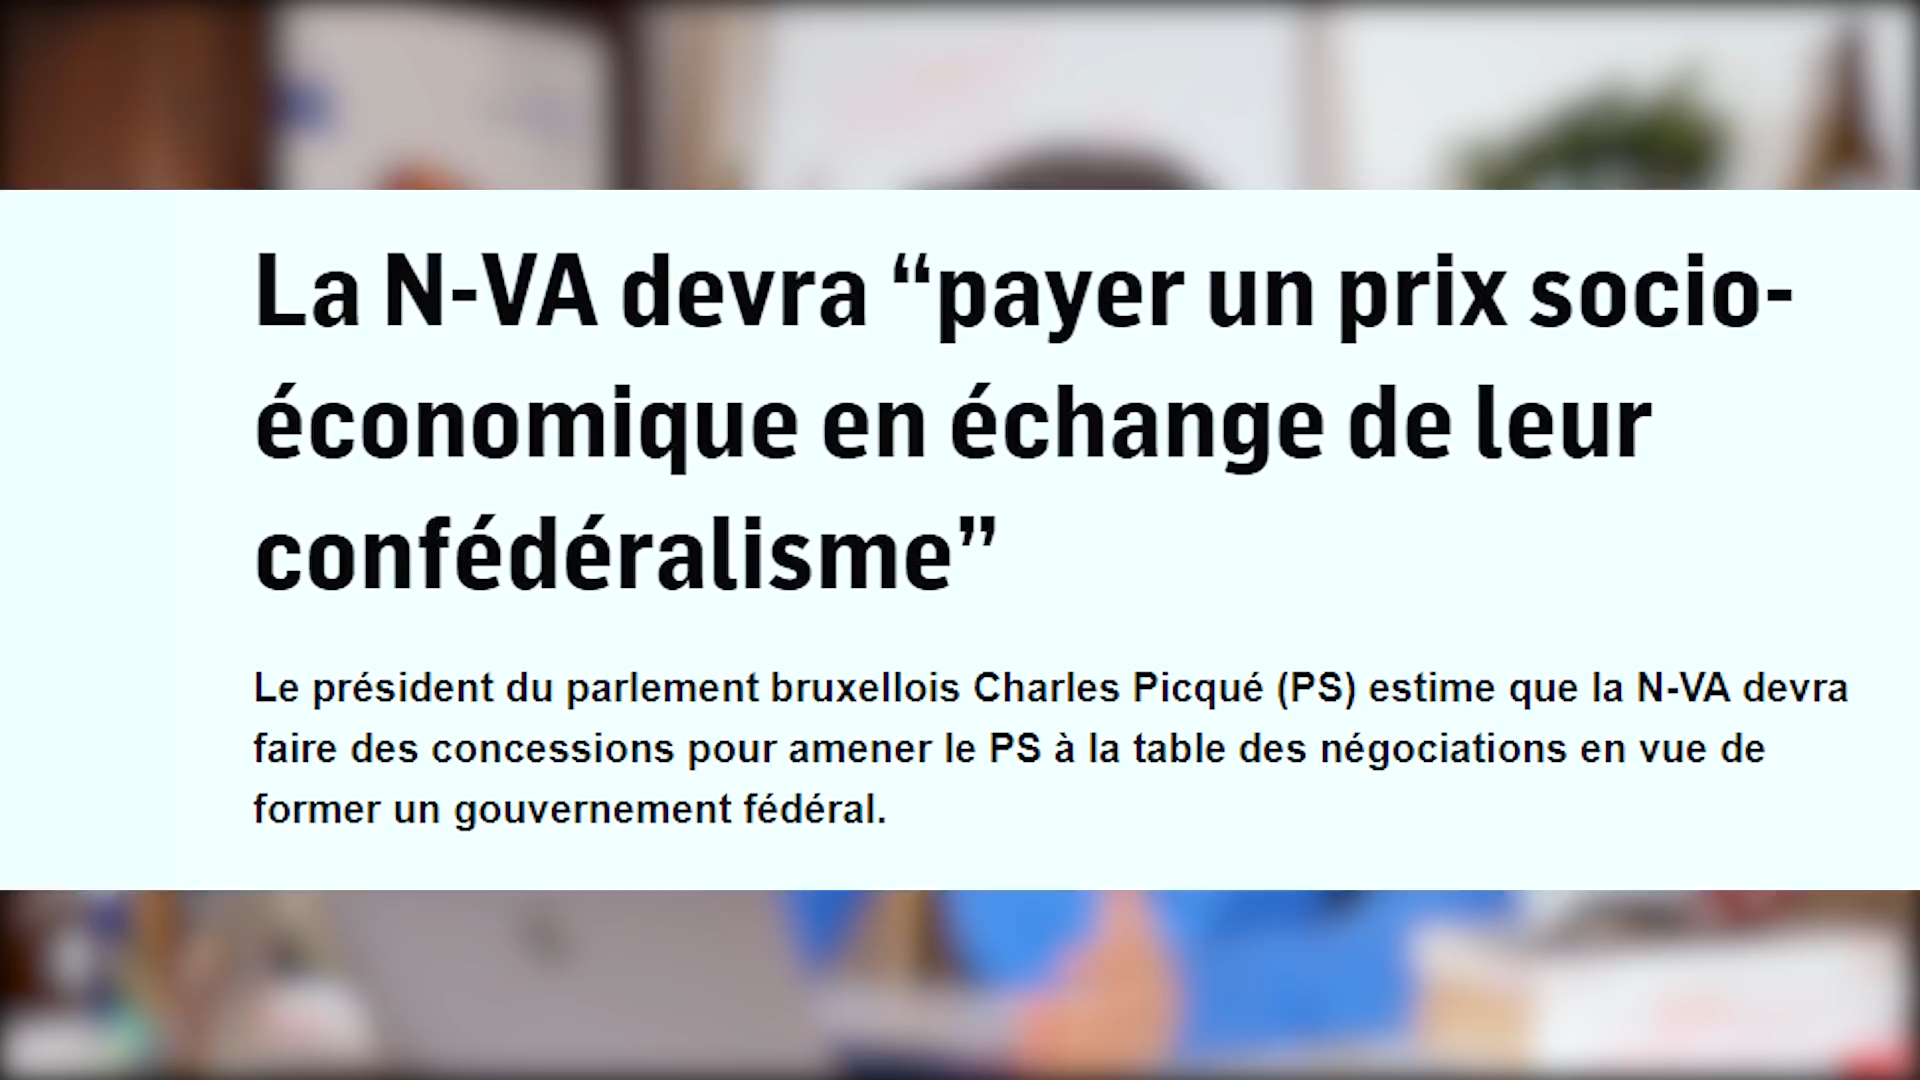 La N-VA devra “payer un prix socio-
économique en échange de leur
confédéralisme”
Le président du parlement bruxellois Charles Picqué (PS) estime que la N-VA devra
faire des concessions pour amener le PS à la table des négociations en vue de
former un gouvernement fédéral.